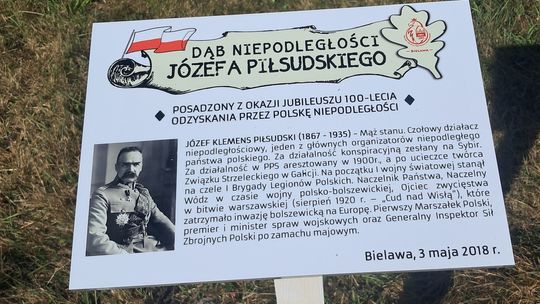 DĄB NIEPODLEGŁOŚCI
JÓZEFA PIŁSUDSKIEGO
BIELAWA
POSADZONY Z OKAZJI JUBILEUSZU 100-LECIA
ODZYSKANIA PRZEZ POLSKĘ NIEPODLEGŁOŚCI
JÓZEF KLEMENS PIŁSUDSKI (1867 - 1935) - Mąż stanu. Czołowy działacz
niepodległościowy, jeden z głównych organizatorów niepodległego
państwa polskiego. Za działalność konspiracyjną zesłany na Sybir.
Za działalność w PPS aresztowany w 1900r., a po ucieczce twórca
Związku Strzeleckiego w Galicji. Na początku I wojny światowej stanął
na czele I Brygady Legionów Polskich. Naczelnik Państwa, Naczelny
Wódz w czasie wojny polsko-bolszewickiej, Ojciec zwycięstwa
w bitwie warszawskiej (sierpień 1920 r. – „Cud nad Wisłą"), które
zatrzymało inwazję bolszewicką na Europę. Pierwszy Marszałek Polski,
premier i minister spraw wojskowych oraz Generalny Inspektor Sił
Zbrojnych Polski po zamachu majowym.
Bielawa, 3 maja 2018 r.